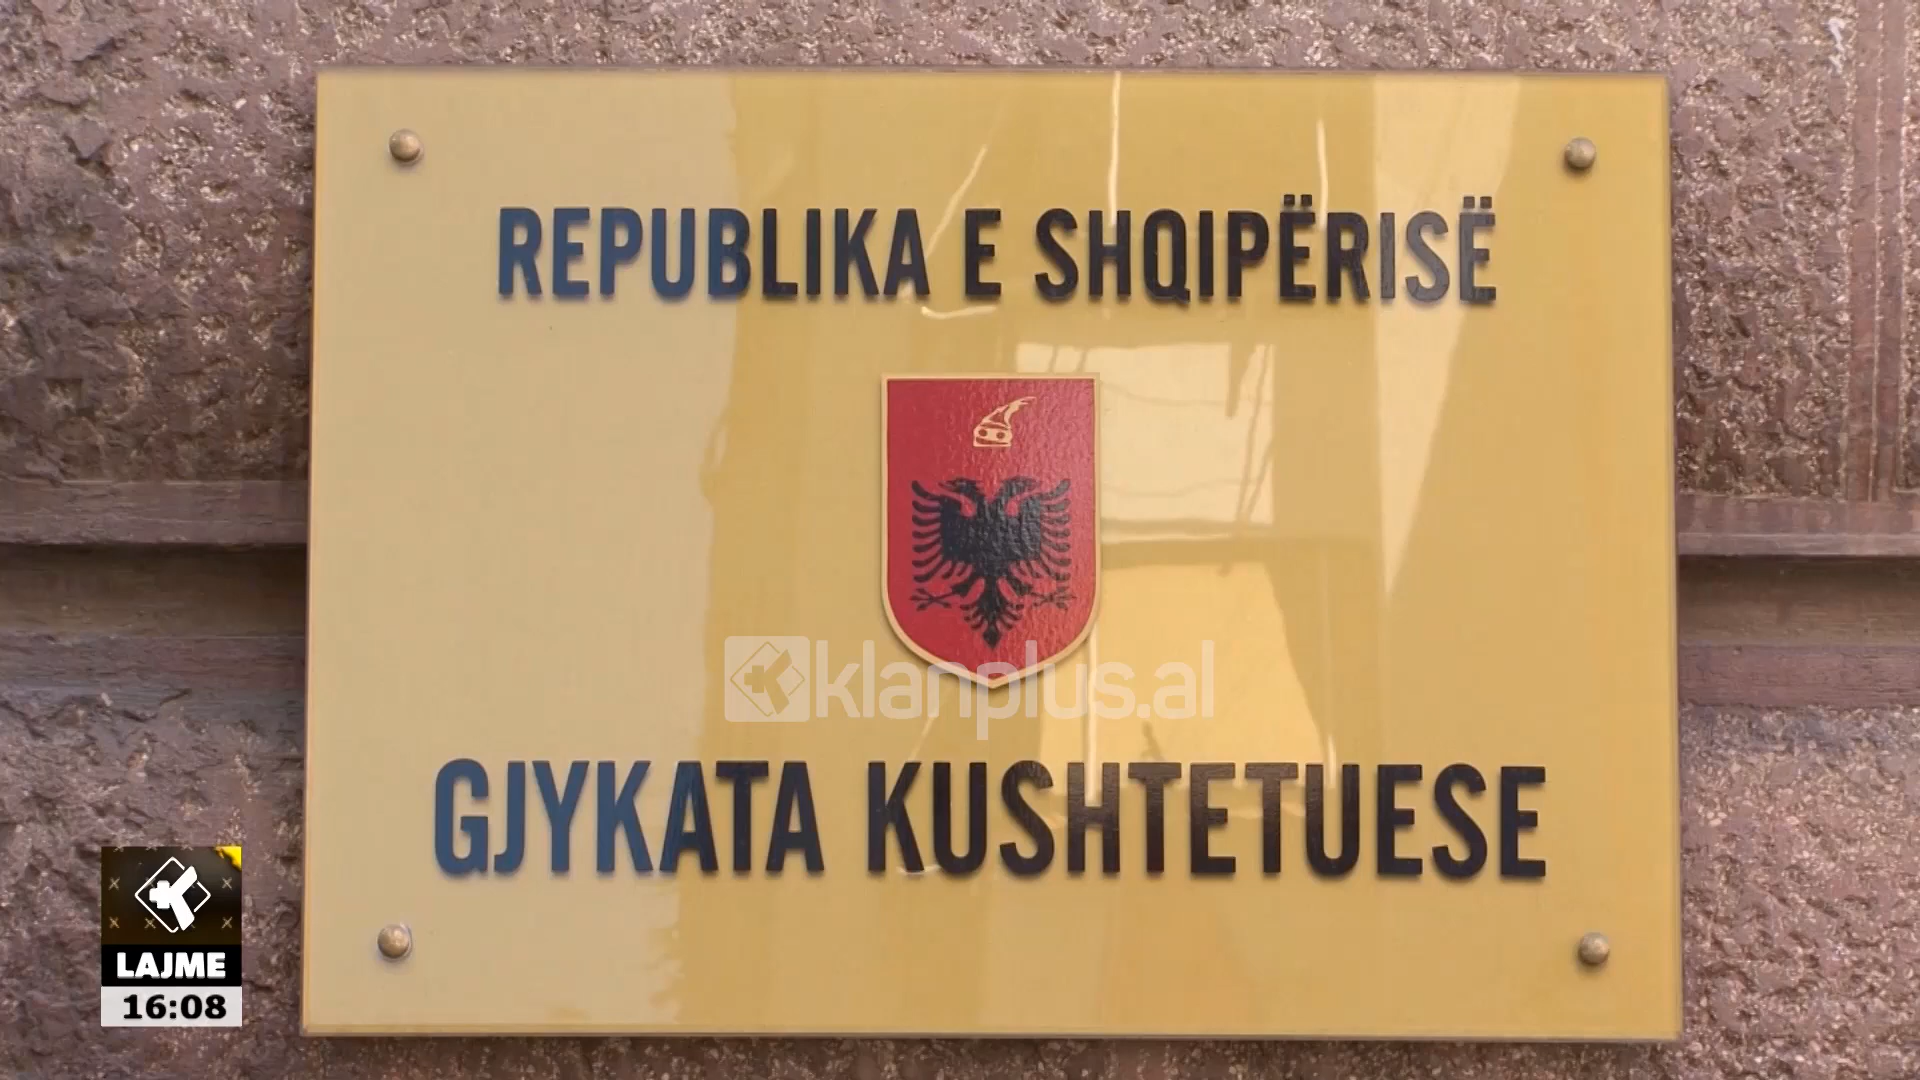 REPUBLIKA E SHQIPËRISË
klanplus.al
GJYKATA KUSHTETUESE
LAJME
16:08